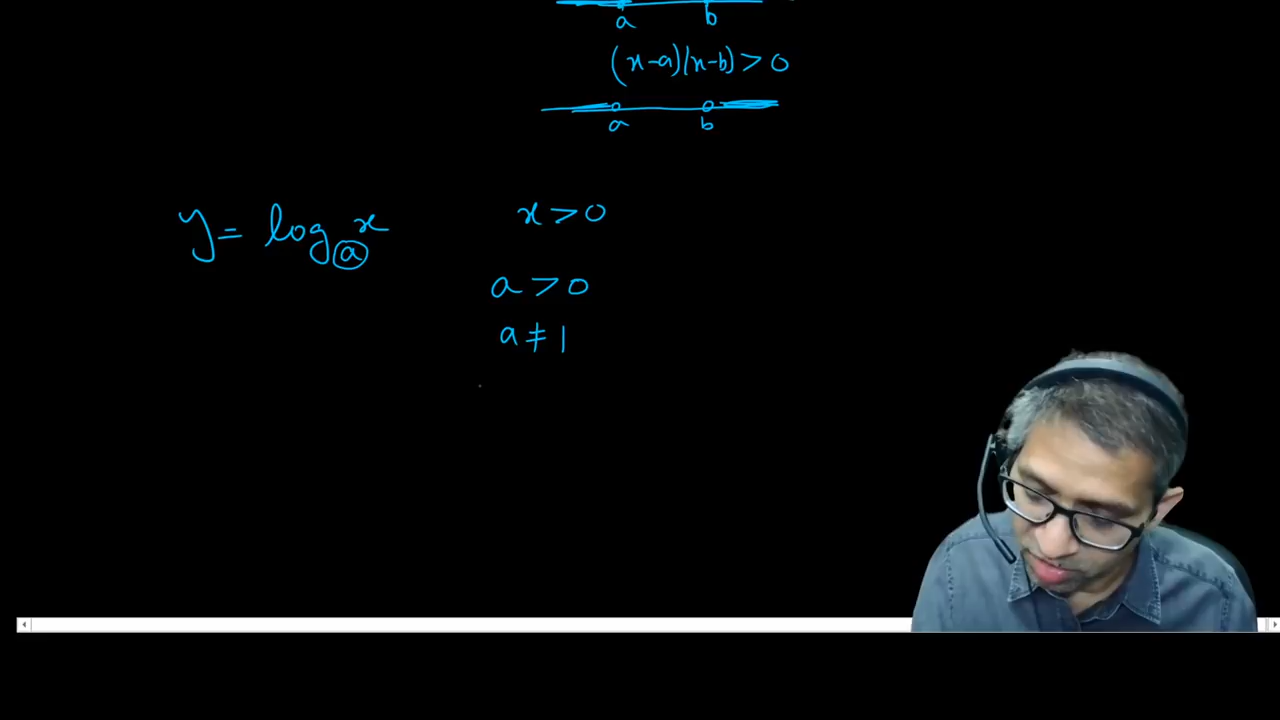 a b
(x-a)(x-b) > 0
a b
y = log_a x x > 0
a > 0
a ≠ 1